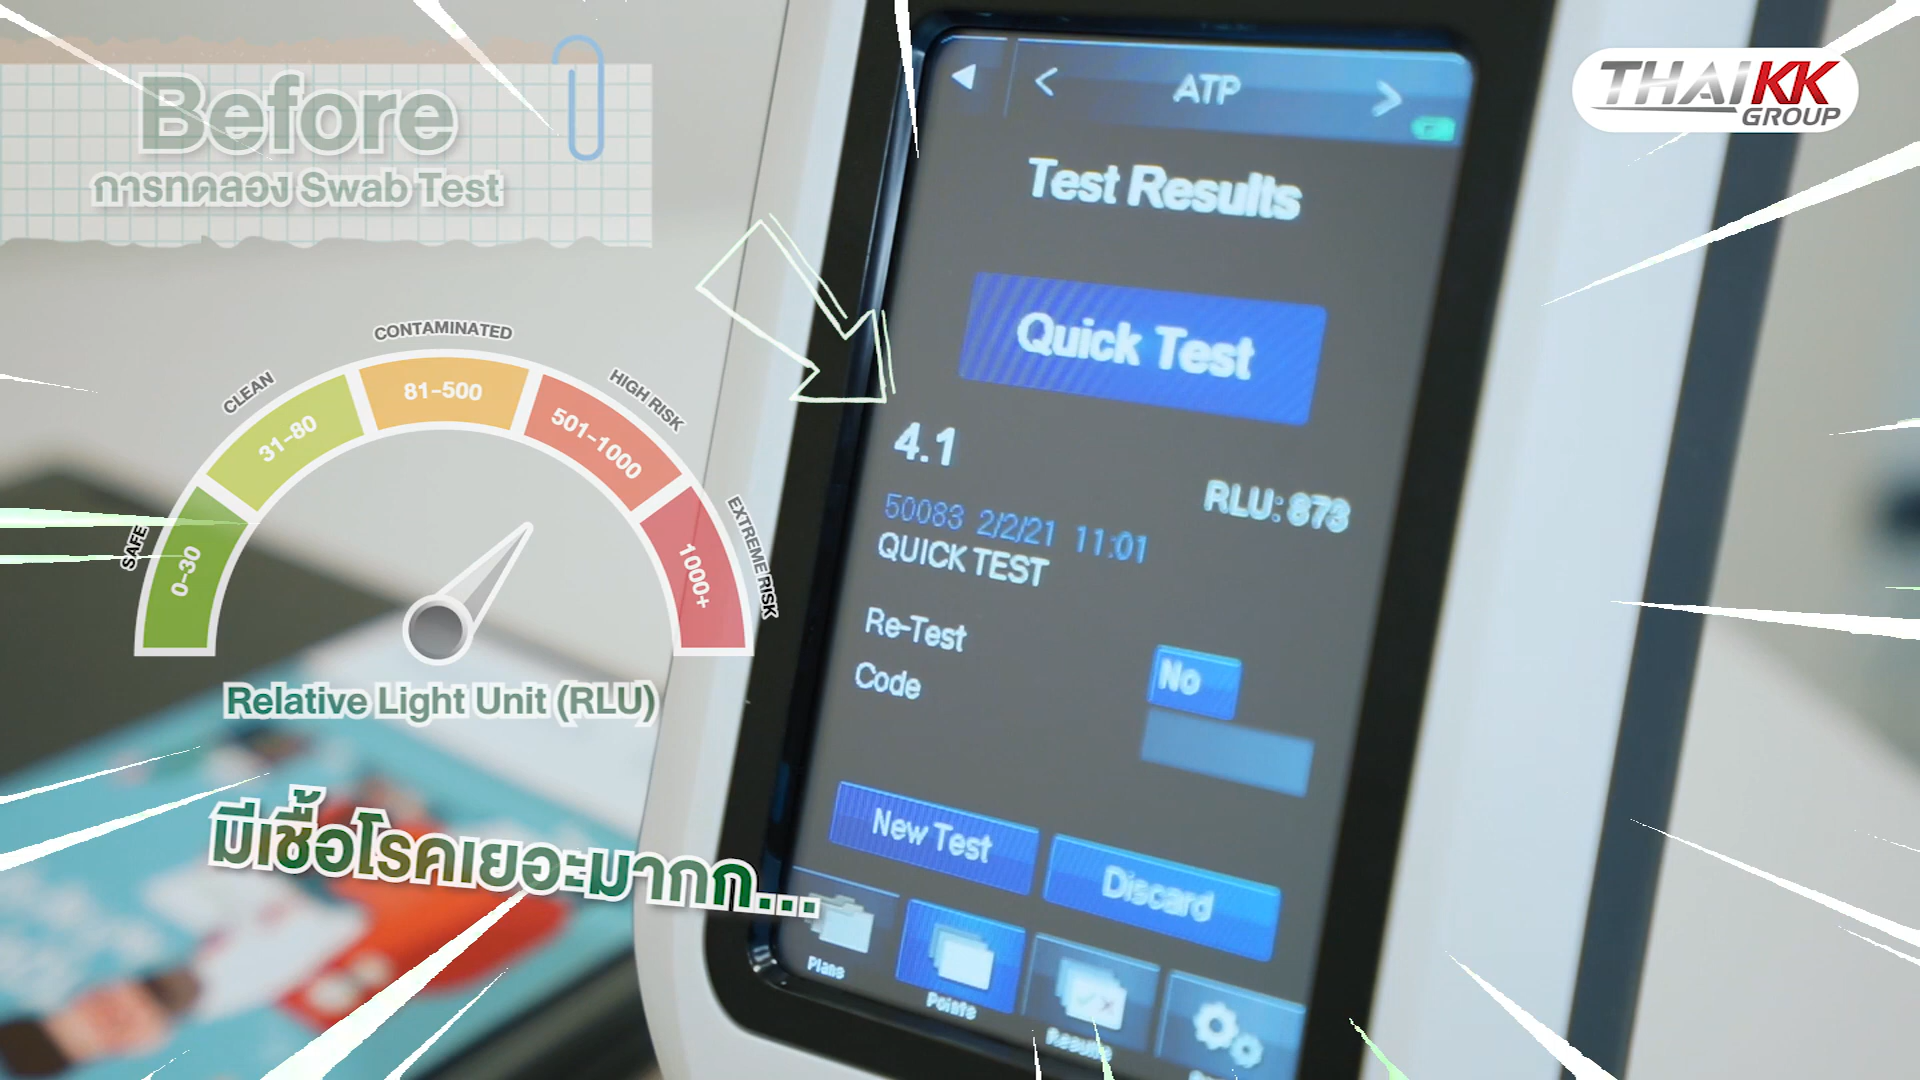 Before
การทดลอง Swab Test
THAI KK
GROUP
ATP
Test Results
Quick Test
4.1
RLU: 873
50083 2/2/21 11:01
QUICK TEST
Re-Test
No
Code
New Test
Discard
Plans
Points
Results
SAFE
0-30
CLEAN
31-80
CONTAMINATED
81-500
HIGH RISK
501-1000
EXTREME RISK
1000+
Relative Light Unit (RLU)
มีเชื้อโรคเยอะมากก...